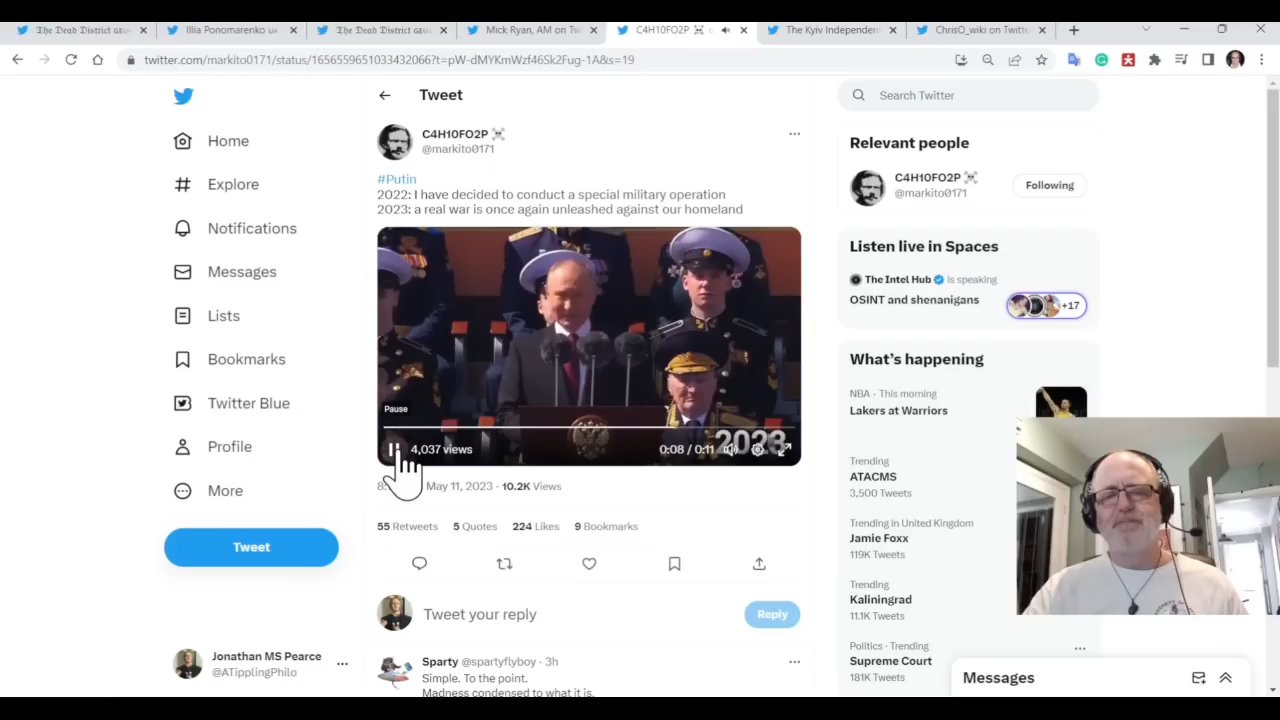 The Dead District
Illia Ponomarenko
The Dead District
Mick Ryan, AM on Tw
C4H10FO2P
The Kyiv Independen
ChrisO_wiki on Twitte
twitter.com/markito0171/status/1656559651033432066?t=pW-dMYKmWzf46Sk2Fug-1A&s=19
Home
Explore
Notifications
Messages
Lists
Bookmarks
Twitter Blue
Profile
More
Tweet
Jonathan MS Pearce
@ATipplingPhilo
Tweet
C4H10FO2P
@markito0171
#Putin
2022: I have decided to conduct a special military operation
2023: a real war is once again unleashed against our homeland
Pause
2023
4,037 views
0:08 / 0:11
May 11, 2023 · 10.2K Views
55 Retweets 5 Quotes 224 Likes 9 Bookmarks
Tweet your reply
Reply
Sparty @spartyflyboy · 3h
Simple. To the point.
Madness condensed to what it is.
Search Twitter
Relevant people
C4H10FO2P
@markito0171
Following
Listen live in Spaces
The Intel Hub is speaking
OSINT and shenanigans
+17
What's happening
NBA · This morning
Lakers at Warriors
Trending
ATACMS
3,500 Tweets
Trending in United Kingdom
Jamie Foxx
119K Tweets
Trending
Kaliningrad
11.1K Tweets
Politics · Trending
Supreme Court
181K Tweets
Messages